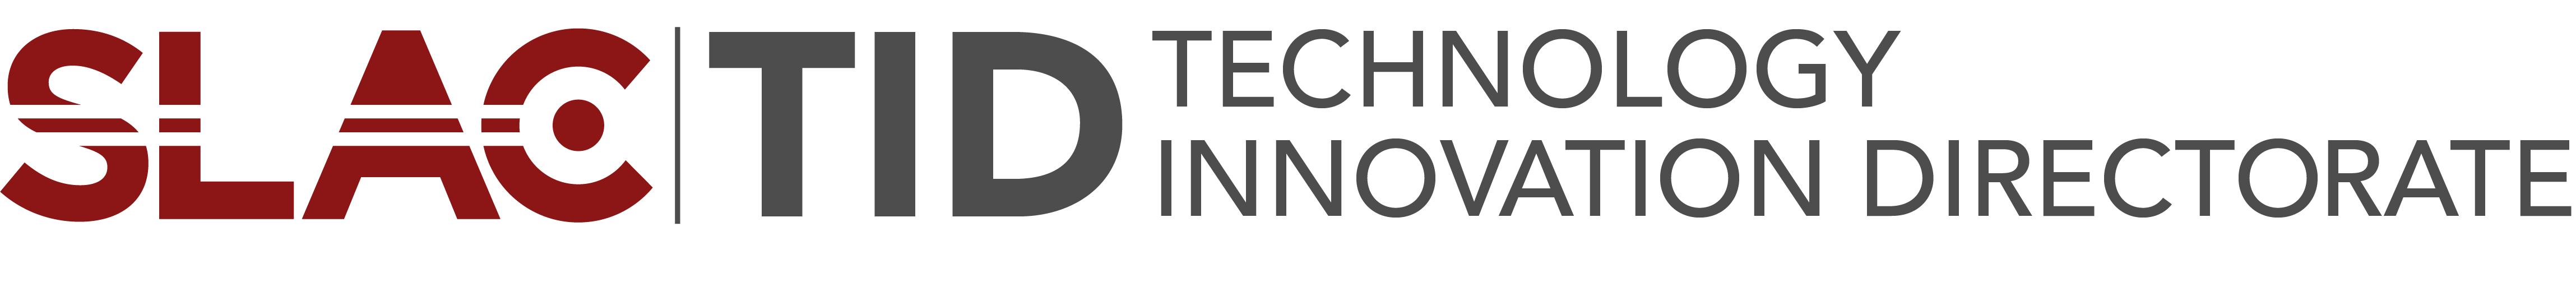 SLAC TID TECHNOLOGY
INNOVATION DIRECTORATE